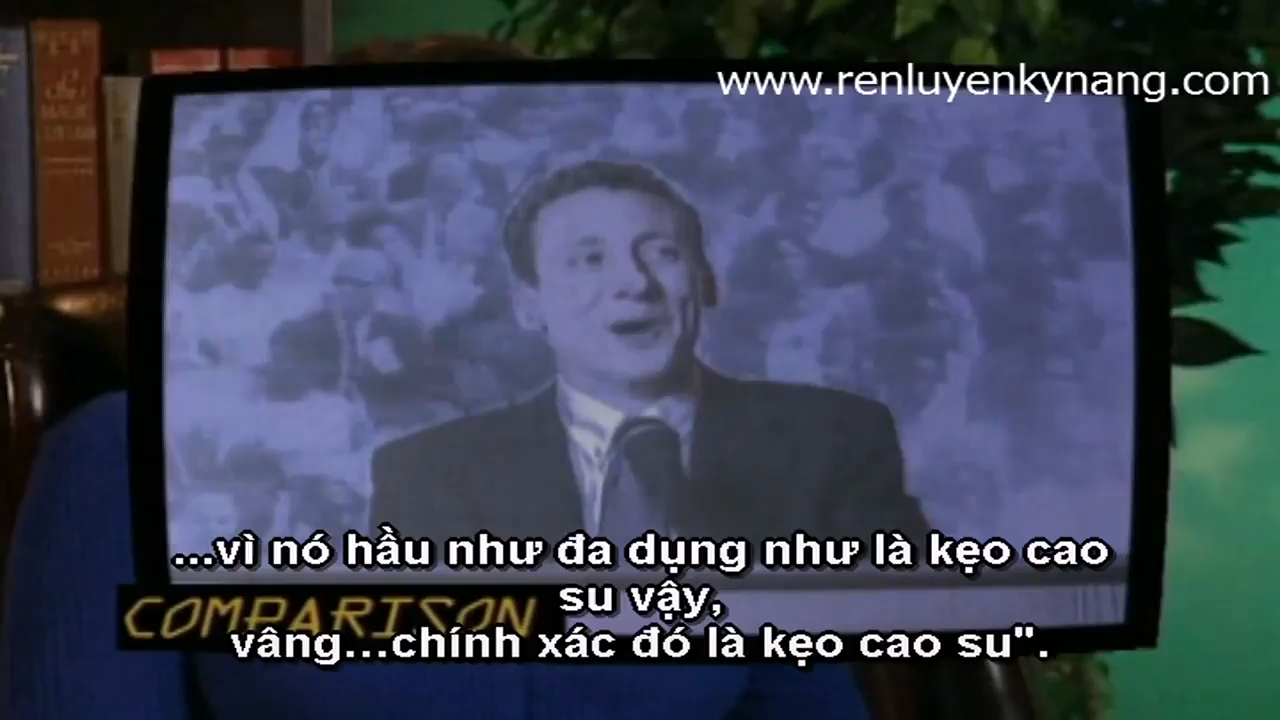 www.renluyenkynang.com
...vì nó hầu như đa dụng như là kẹo cao
su vậy,
COMPARISON
vâng...chính xác đó là kẹo cao su".